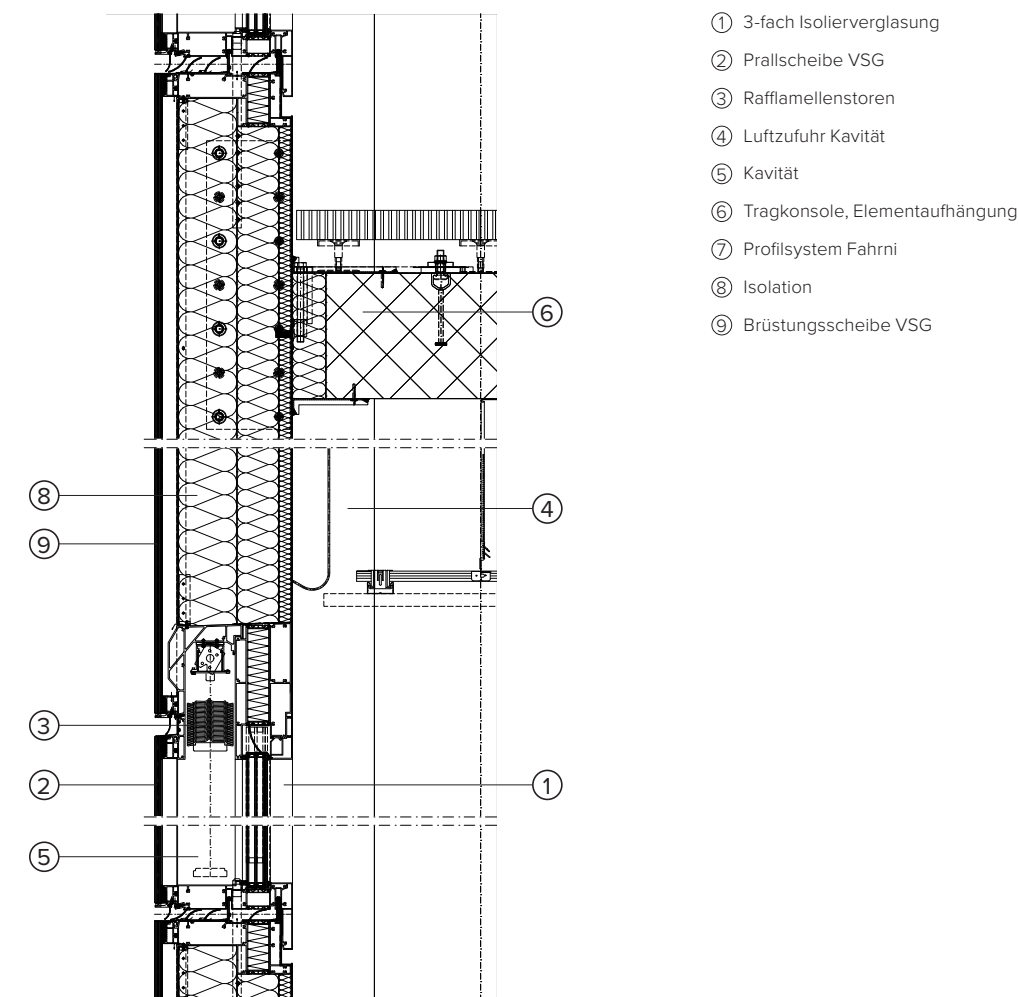 ① 3-fach Isolierverglasung
② Prallscheibe VSG
③ Rafflamellenstoren
④ Luftzufuhr Kavität
⑤ Kavität
⑥ Tragkonsole, Elementaufhängung
⑦ Profilsystem Fahrni
⑧ Isolation
⑨ Brüstungsscheibe VSG
⑥
⑧
④
⑨
③
②
①
⑤